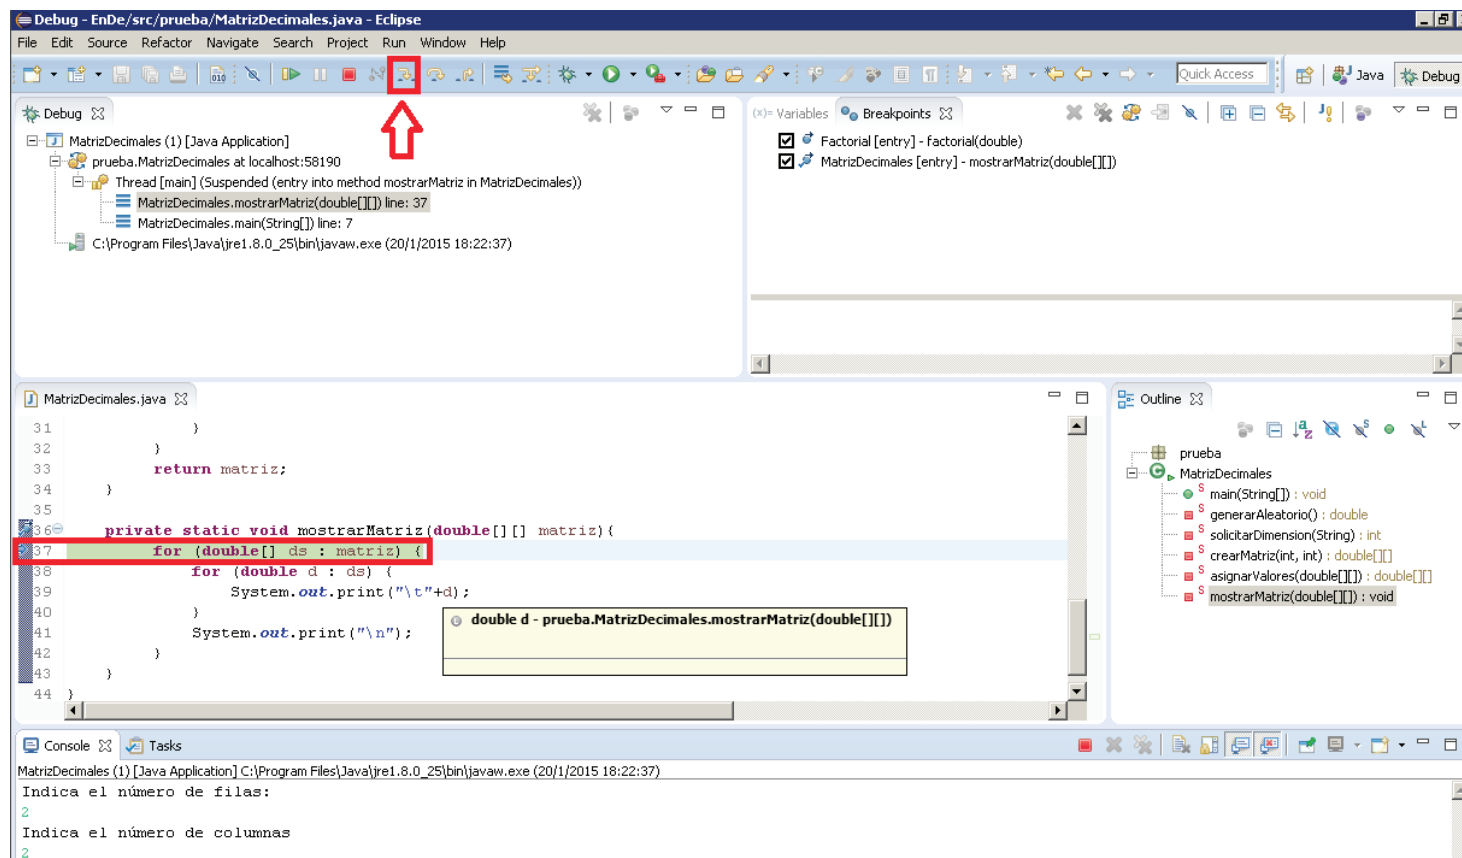 Debug - EnDe/src/prueba/MatrizDecimales.java - Eclipse
File Edit Source Refactor Navigate Search Project Run Window Help
Quick Access Java Debug
Debug
MatrizDecimales (1) [Java Application]
prueba.MatrizDecimales at localhost:58190
Thread [main] (Suspended (entry into method mostrarMatriz in MatrizDecimales))
MatrizDecimales.mostrarMatriz(double[][]) line: 37
MatrizDecimales.main(String[]) line: 7
C:\Program Files\Java\jre1.8.0_25\bin\javaw.exe (20/1/2015 18:22:37)
(x)= Variables Breakpoints
Factorial [entry] - factorial(double)
MatrizDecimales [entry] - mostrarMatriz(double[][])
MatrizDecimales.java
31 }
32 }
33 return matriz;
34 }
35
36 private static void mostrarMatriz(double[][] matriz){
37 for (double[] ds : matriz) {
38 for (double d : ds) {
39 System.out.print("\t"+d);
40 }
41 System.out.print("\n");
42 }
43 }
44 }
double d - prueba.MatrizDecimales.mostrarMatriz(double[][])
Outline
prueba
MatrizDecimales
main(String[]) : void
generarAleatorio() : double
solicitarDimension(String) : int
crearMatriz(int, int) : double[][]
asignarValores(double[][]) : double[][]
mostrarMatriz(double[][]) : void
Console Tasks
MatrizDecimales (1) [Java Application] C:\Program Files\Java\jre1.8.0_25\bin\javaw.exe (20/1/2015 18:22:37)
Indica el número de filas:
2
Indica el número de columnas
2